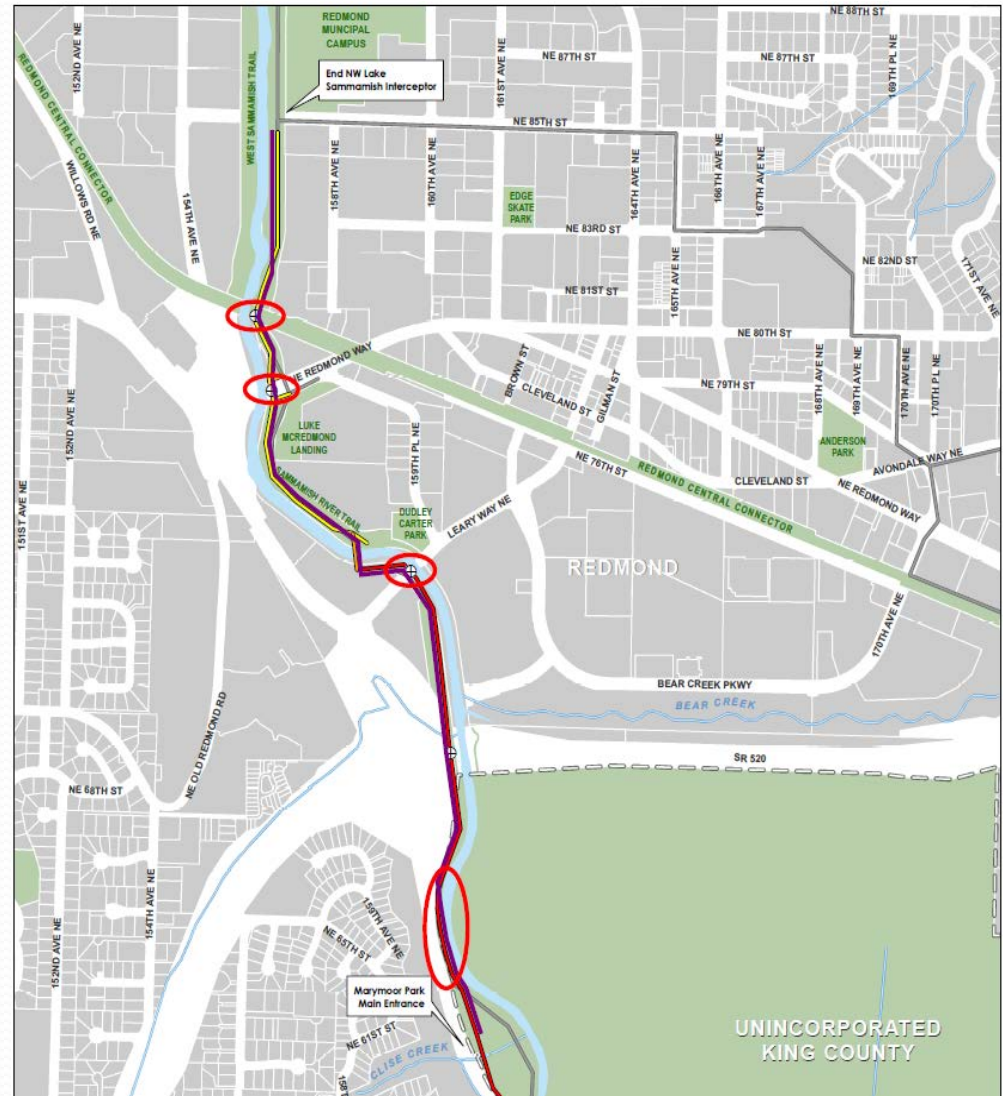 REDMOND
MUNCIPAL
CAMPUS
NE 88TH ST
NE 87TH ST
NE 87TH ST
152ND AVE NE
161ST AVE NE
169TH PL NE
End NW Lake
Sammamish Interceptor
WEST SAMMAMISH TRAIL
REDMOND CENTRAL CONNECTOR
NE 85TH ST
WILLOWS RD NE
154TH AVE NE
158TH AVE NE
160TH AVE NE
164TH AVE NE
166TH AVE NE
167TH AVE NE
EDGE
SKATE
PARK
NE 83RD ST
NE 82ND ST
171ST AVE NE
NE 81ST ST
165TH AVE NE
NE 80TH ST
NE REDMOND WAY
BROWN ST
GILMAN ST
CLEVELAND ST
NE 79TH ST
168TH AVE NE
169TH AVE NE
170TH AVE NE
170TH PL NE
152ND AVE NE
LUKE
MCREDMOND
LANDING
159TH PL NE
ANDERSON
PARK
AVONDALE WAY NE
NE 76TH ST
REDMOND CENTRAL CONNECTOR
CLEVELAND ST
NE REDMOND WAY
151ST AVE NE
SAMMAMISH RIVER TRAIL
DUDLEY
CARTER
PARK
LEARY WAY NE
REDMOND
170TH AVE NE
BEAR CREEK PKWY
BEAR CREEK
NE OLD REDMOND RD
SR 520
NE 68TH ST
152ND AVE NE
154TH AVE NE
159TH AVE NE
NE 65TH ST
Marymoor Park
Main Entrance
NE 61ST ST
CLISE CREEK
UNINCORPORATED
KING COUNTY